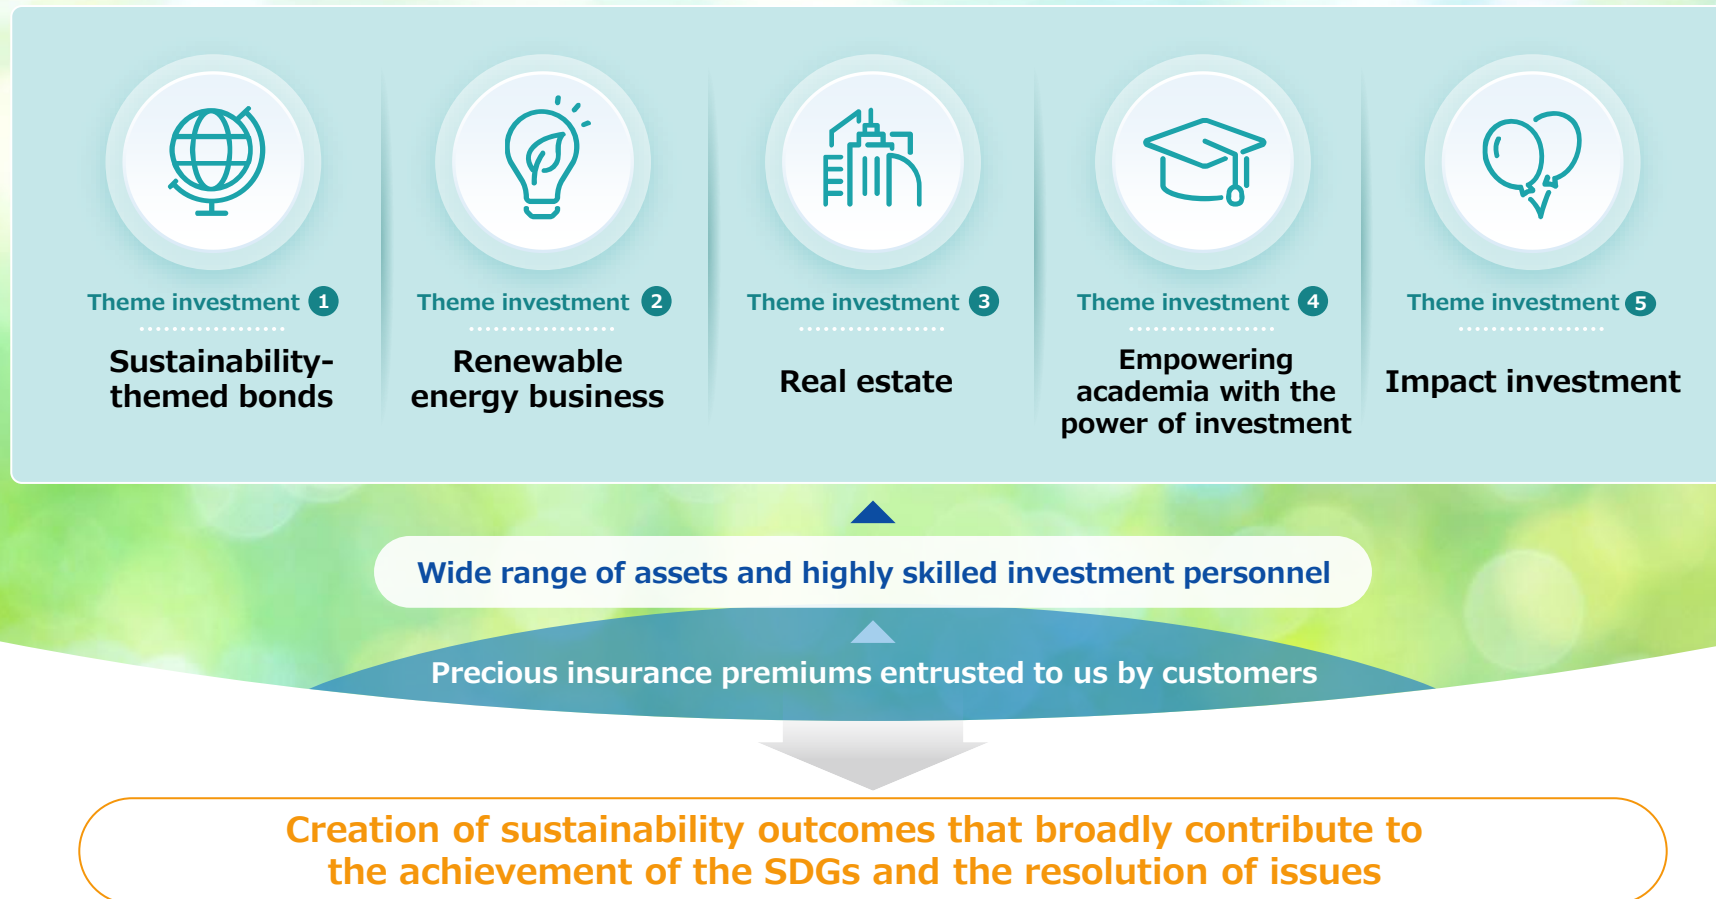 Theme investment 1
Sustainability-
themed bonds
Theme investment 2
Renewable
energy business
Theme investment 3
Real estate
Theme investment 4
Empowering
academia with the
power of investment
Theme investment 5
Impact investment
Wide range of assets and highly skilled investment personnel
Precious insurance premiums entrusted to us by customers
Creation of sustainability outcomes that broadly contribute to
the achievement of the SDGs and the resolution of issues